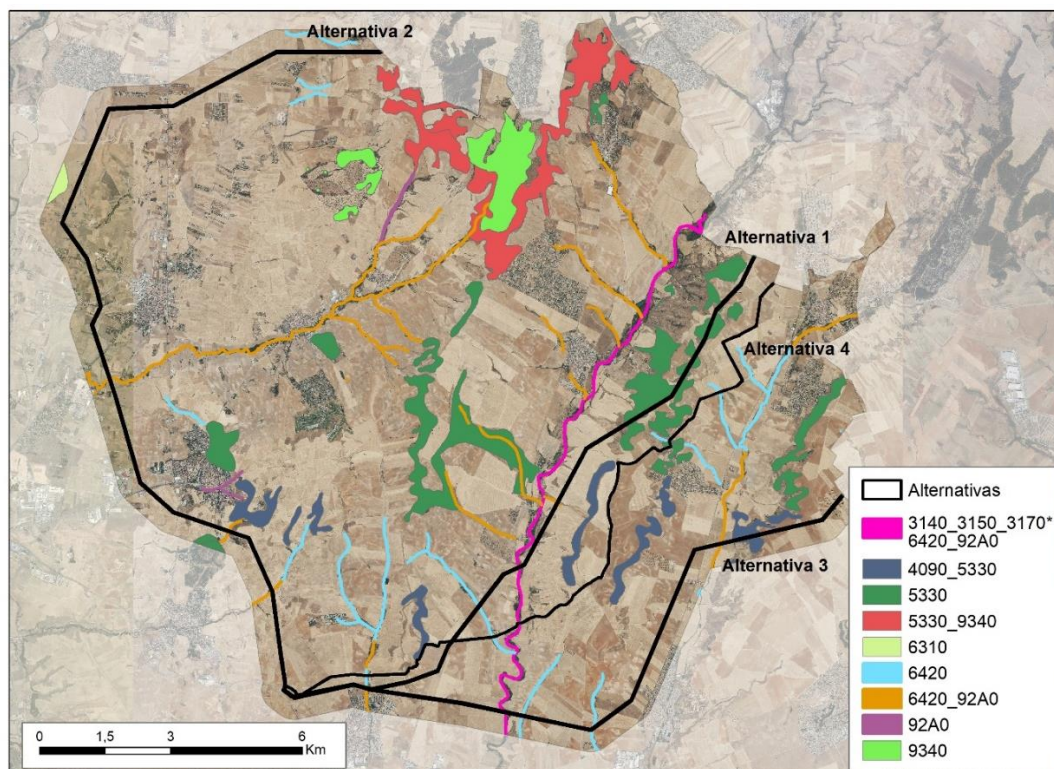 Alternativa 2
Alternativa 1
Alternativa 4
Alternativa 3
Alternativas
3140_3150_3170*
6420_92A0
4090_5330
5330
5330_9340
6310
6420
6420_92A0
92A0
9340
0 1,5 3 6
Km